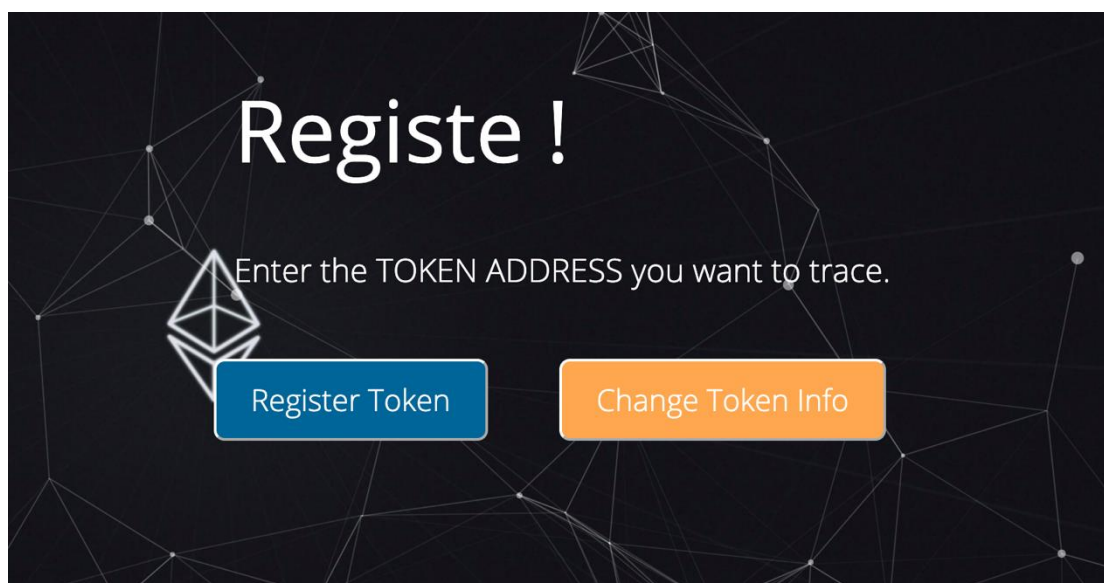 Registe !
Enter the TOKEN ADDRESS you want to trace.
Register Token
Change Token Info